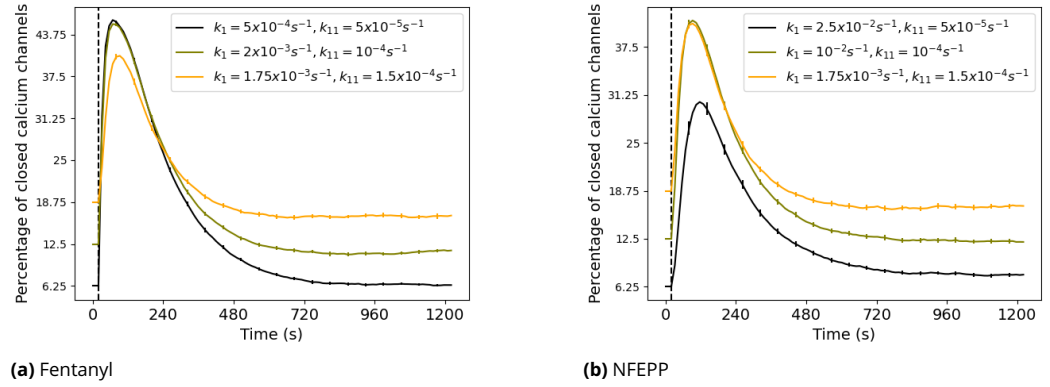 Percentage of closed calcium channels
43.75
37.5
31.25
25
18.75
12.5
6.25
k₁ = 5x10⁻⁴s⁻¹, k₁₁ = 5x10⁻⁵s⁻¹
k₁ = 2x10⁻³s⁻¹, k₁₁ = 10⁻⁴s⁻¹
k₁ = 1.75x10⁻³s⁻¹, k₁₁ = 1.5x10⁻⁴s⁻¹
0 240 480 720 960 1200
Time (s)
(a) Fentanyl
Percentage of closed calcium channels
37.5
31.25
25
18.75
12.5
6.25
k₁ = 2.5x10⁻²s⁻¹, k₁₁ = 5x10⁻⁵s⁻¹
k₁ = 10⁻²s⁻¹, k₁₁ = 10⁻⁴s⁻¹
k₁ = 1.75x10⁻³s⁻¹, k₁₁ = 1.5x10⁻⁴s⁻¹
0 240 480 720 960 1200
Time (s)
(b) NFEPP